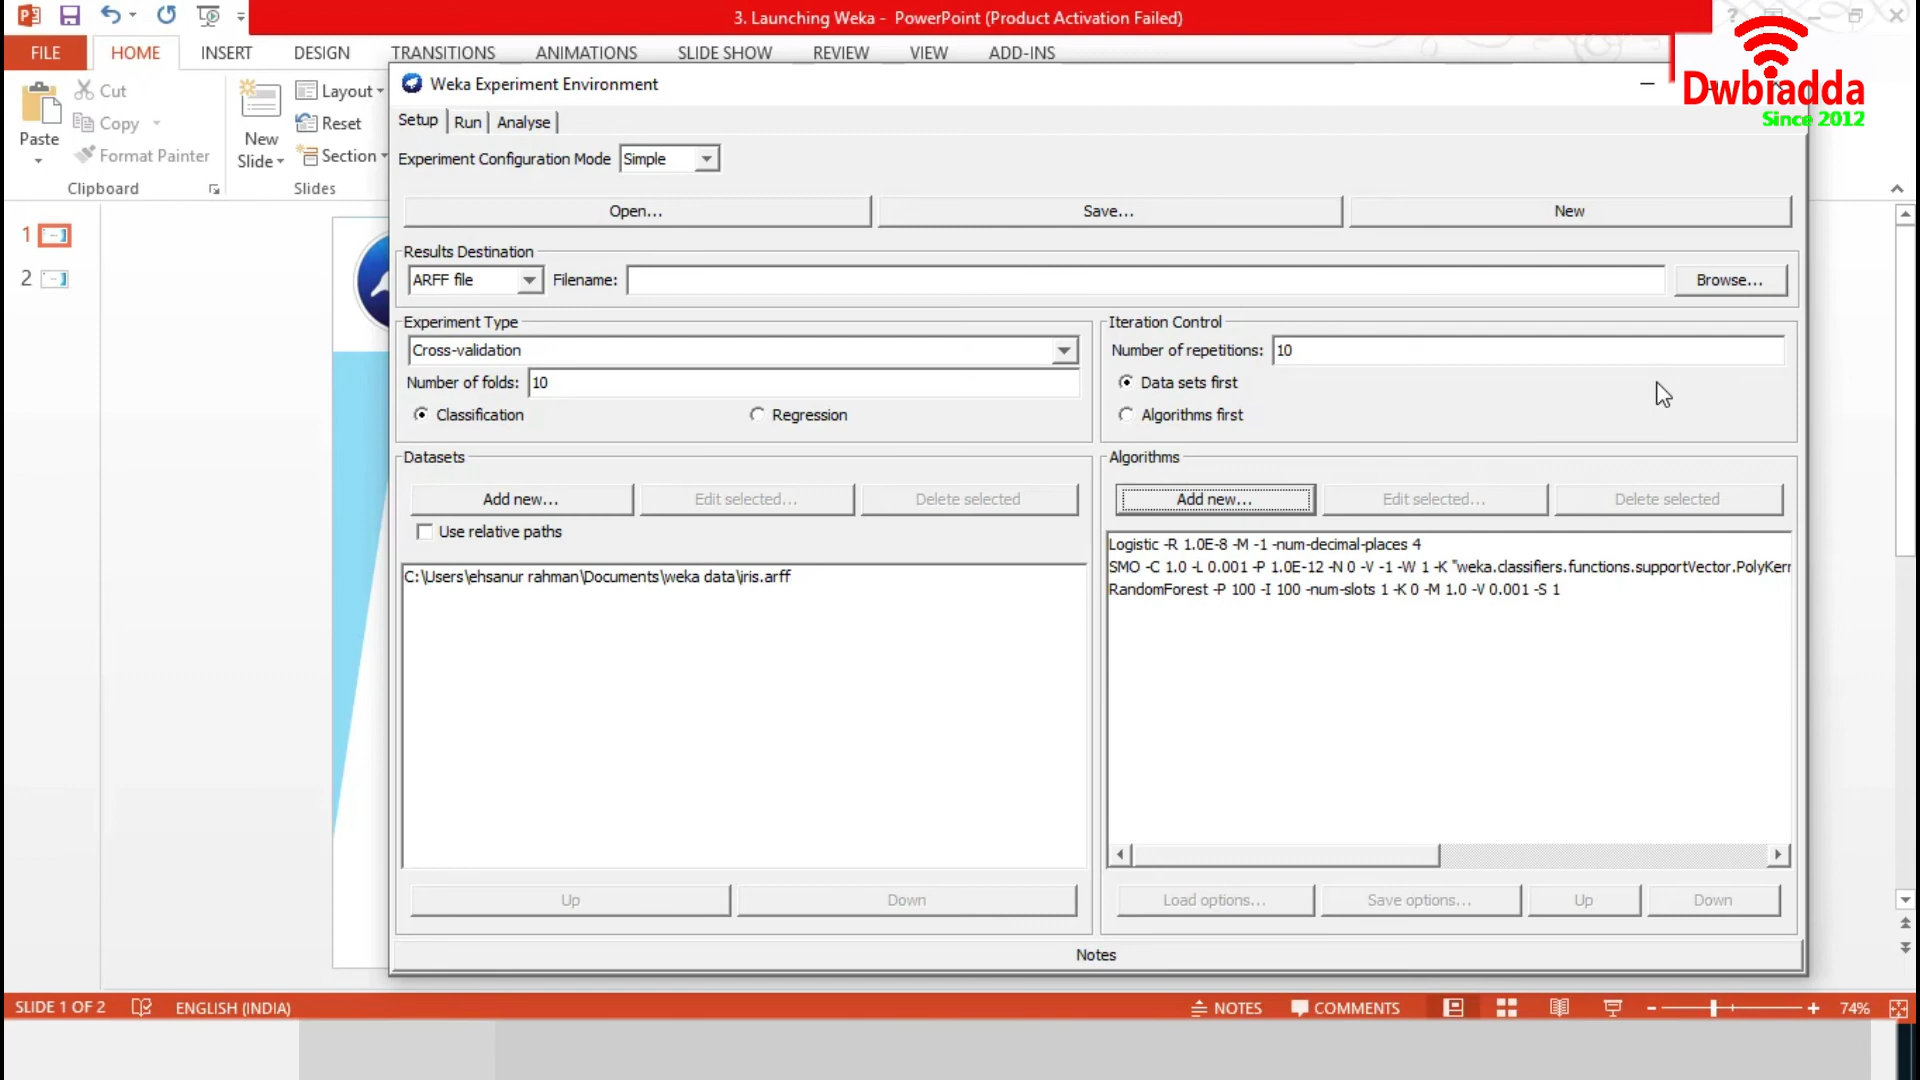 3. Launching Weka - PowerPoint (Product Activation Failed)
FILE HOME INSERT DESIGN TRANSITIONS ANIMATIONS SLIDE SHOW REVIEW VIEW ADD-INS
Dwbiadda
Since 2012
Paste
Cut
Copy
Format Painter
Clipboard
New
Slide
Layout
Reset
Section
Slides
1
2
Weka Experiment Environment
Setup Run Analyse
Experiment Configuration Mode Simple
Open... Save... New
Results Destination
ARFF file Filename: Browse...
Experiment Type
Cross-validation
Number of folds: 10
Classification Regression
Iteration Control
Number of repetitions: 10
Data sets first
Algorithms first
Datasets
Add new... Edit selected... Delete selected
Use relative paths
C:\Users\ehsanur rahman\Documents\weka data\iris.arff
Up Down
Algorithms
Add new... Edit selected... Delete selected
Logistic -R 1.0E-8 -M -1 -num-decimal-places 4
SMO -C 1.0 -L 0.001 -P 1.0E-12 -N 0 -V -1 -W 1 -K "weka.classifiers.functions.supportVector.PolyKern
RandomForest -P 100 -I 100 -num-slots 1 -K 0 -M 1.0 -V 0.001 -S 1
Load options... Save options... Up Down
Notes
SLIDE 1 OF 2 ENGLISH (INDIA) NOTES COMMENTS 74%